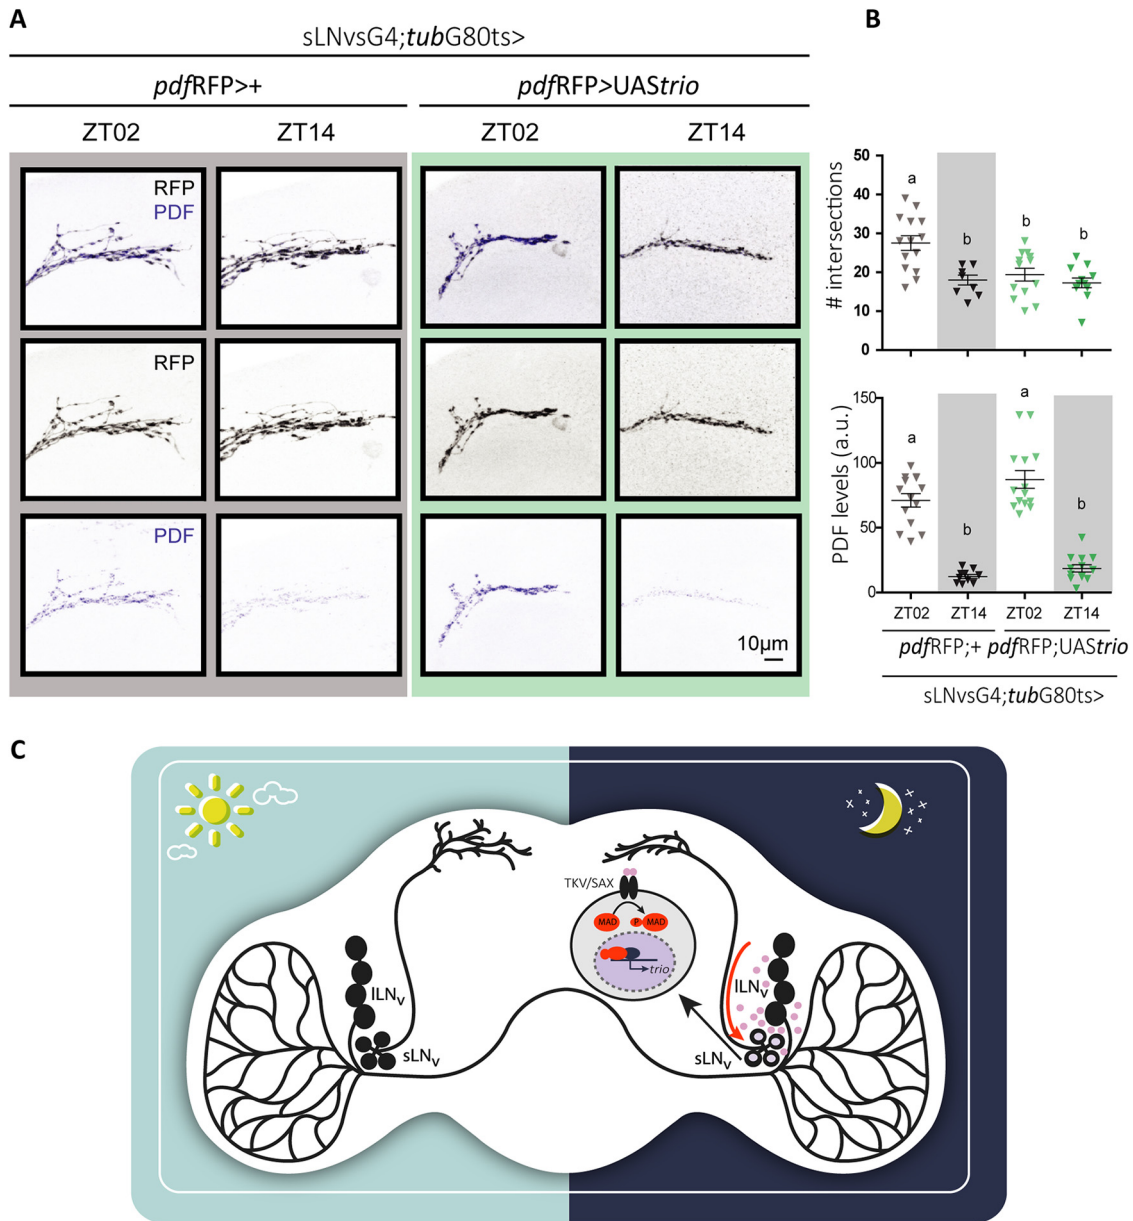 A
sLNvsG4;tubG80ts>
pdfRFP>+
pdfRFP>UAStrio
ZT02
ZT14
ZT02
ZT14
RFP
PDF
RFP
PDF
10µm
B
# intersections
50
40
30
20
10
0
a
b
b
b
PDF levels (a.u.)
150
100
50
0
a
b
a
b
ZT02
ZT14
ZT02
ZT14
pdfRFP;+ pdfRFP;UAStrio
sLNvsG4;tubG80ts>
C
TKV/SAX
MAD
P
MAD
trio
lLNV
sLNV
lLNV
sLNV